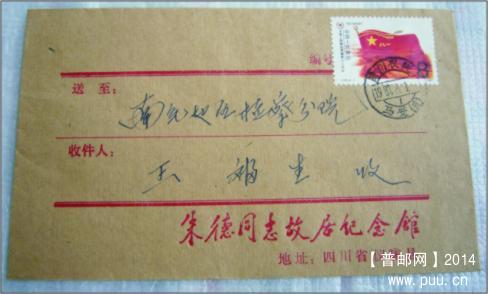 编号
送至：
南充地区检察分院
收件人：
王 福生 收
朱德同志故居纪念馆
地址：四川省
【普邮网】2014
www.puu.cn